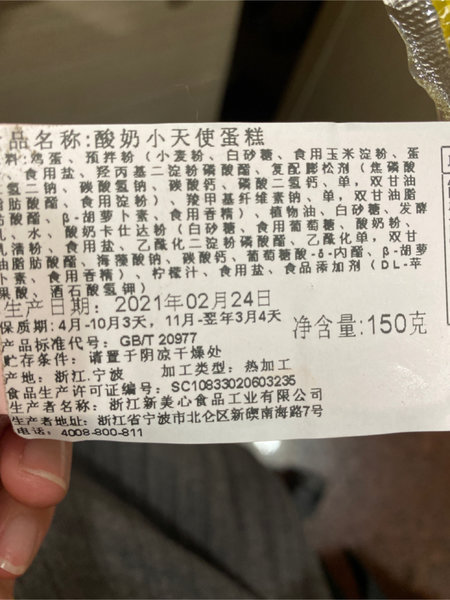 品名称:酸奶小天使蛋糕
料:鸡蛋、预拌粉(小麦粉、白砂糖、食用玉米淀粉、蛋
、食用盐、羟丙基二淀粉磷酸酯、复配膨松剂(焦磷酸
二氢二钠、碳酸氢钠、碳酸钙、磷酸二氢钙、单,双甘油
脂肪酸酯、食用淀粉)、羧甲基纤维素钠、单,双甘油脂
肪酸酯、β-胡萝卜素、食用香精)、植物油、白砂糖、发酵
乳、水、酸奶卡仕达粉(白砂糖、食用葡萄糖、酸奶粉、
乳清粉、食用盐、乙酰化二淀粉磷酸酯、乙酰化单,双甘
油脂肪酸酯、海藻酸钠、碳酸钙、葡萄糖酸-δ-内酯、β-胡萝
卜素、食用香精)、柠檬汁、食用盐、食品添加剂(DL-苹
果酸、酒石酸氢钾)
生产日期: 2021年02月24日
保质期:4月-10月3天,11月-翌年3月4天
净含量:150克
产品标准代号: GB/T 20977
贮存条件: 请置于阴凉干燥处
产地: 浙江.宁波 加工类型: 热加工
食品生产许可证编号: SC10833020603235
生产者名称: 浙江新美心食品工业有限公司
生产者地址: 浙江省宁波市北仑区新碶南海路7号
电话: 4008-800-811